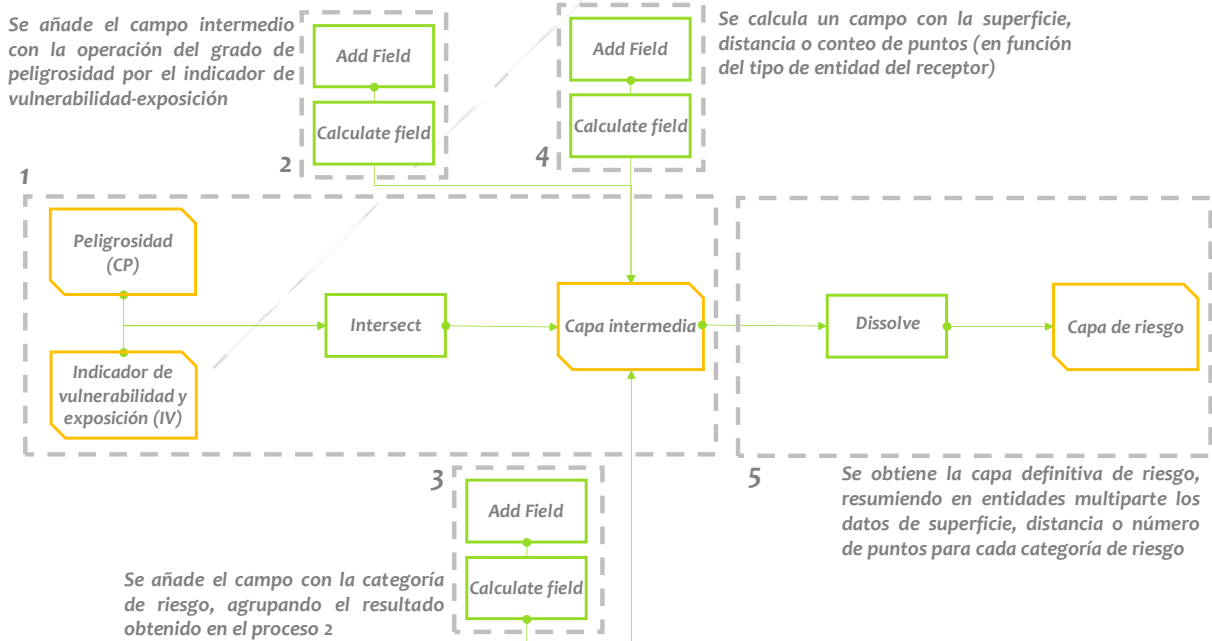 Se añade el campo intermedio
con la operación del grado de
peligrosidad por el indicador de
vulnerabilidad-exposición
Add Field
Calculate field
2
Add Field
Calculate field
4
Se calcula un campo con la superficie,
distancia o conteo de puntos (en función
del tipo de entidad del receptor)
1
Peligrosidad
(CP)
Indicador de
vulnerabilidad y
exposición (IV)
Intersect
Capa intermedia
Dissolve
Capa de riesgo
3
Add Field
Calculate field
Se añade el campo con la categoría
de riesgo, agrupando el resultado
obtenido en el proceso 2
5
Se obtiene la capa definitiva de riesgo,
resumiendo en entidades multiparte los
datos de superficie, distancia o número
de puntos para cada categoría de riesgo